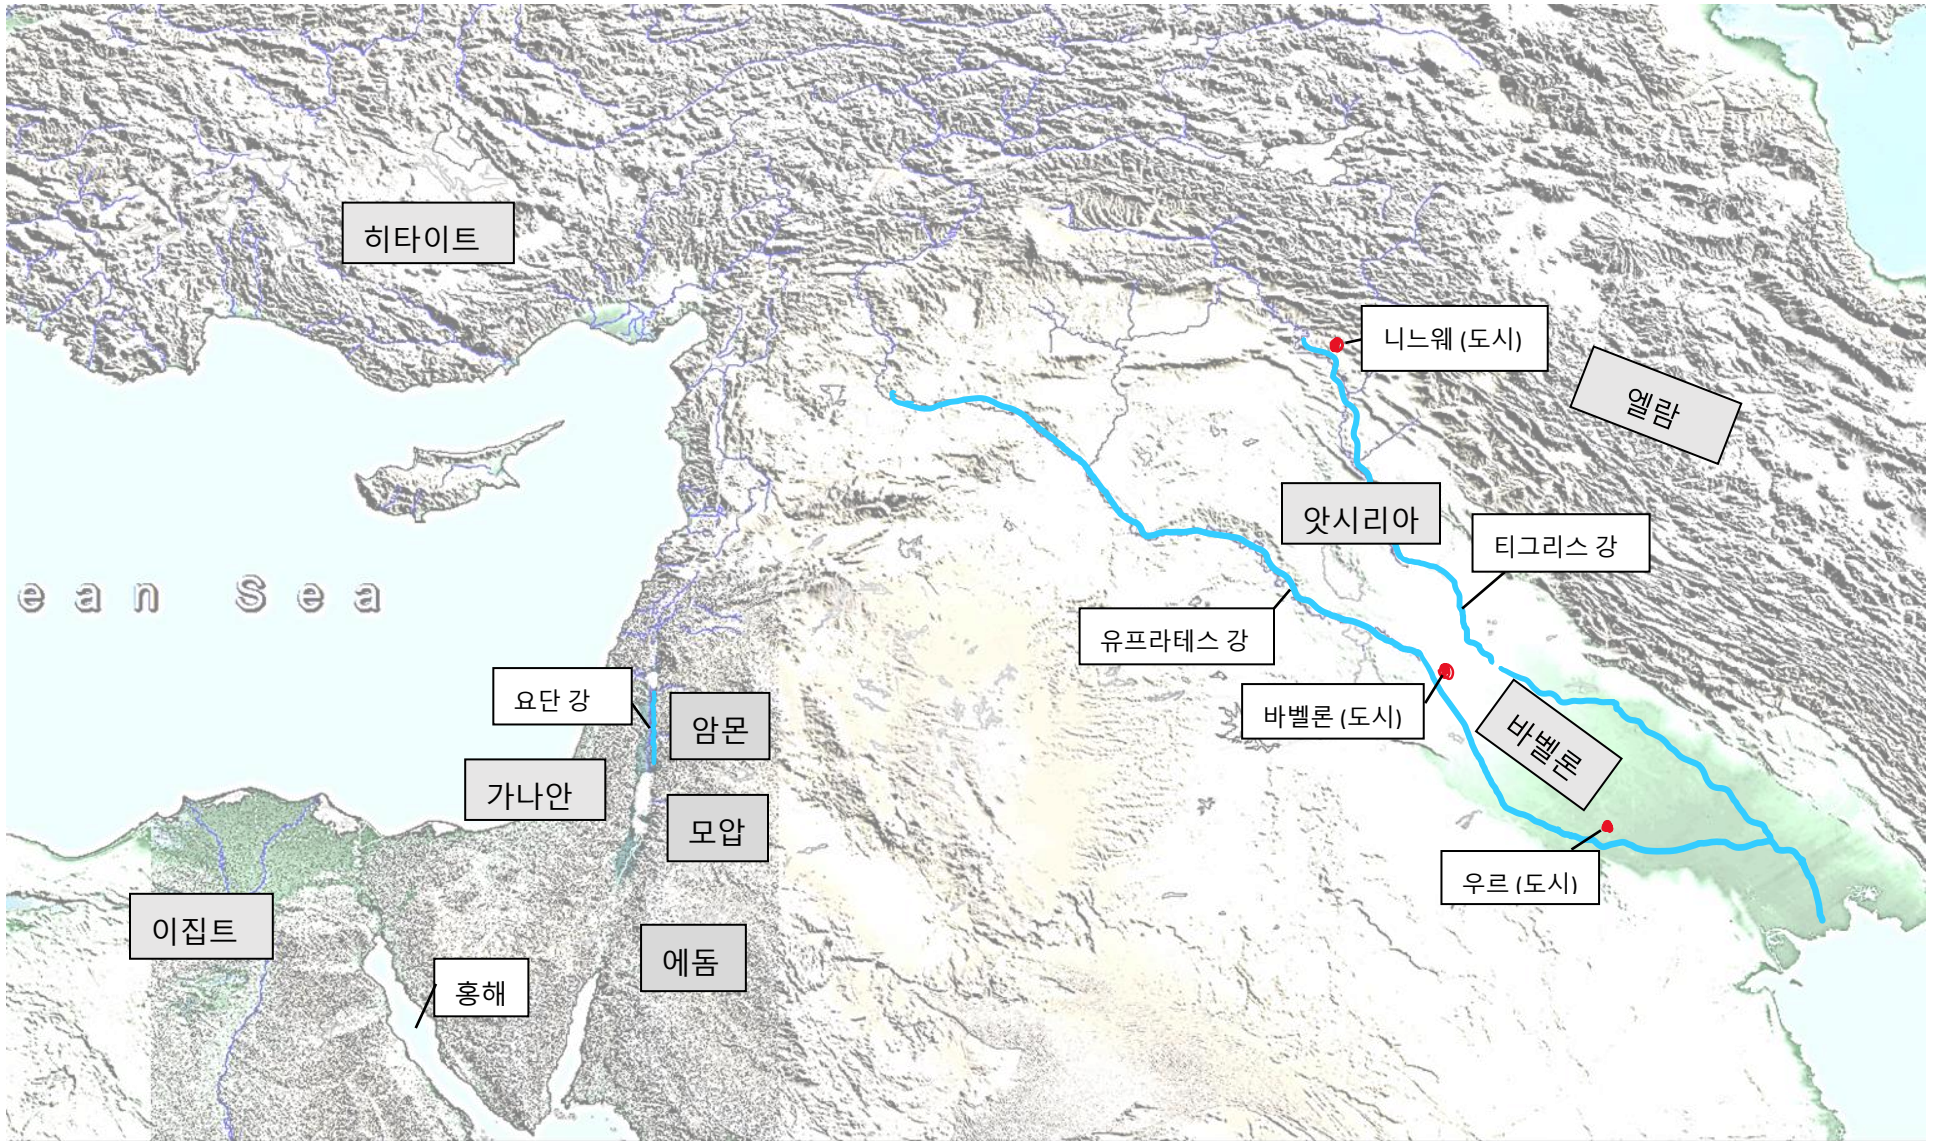 히타이트
니느웨 (도시)
엘람
앗시리아
티그리스 강
ean Sea
유프라테스 강
요단 강
암몬
바벨론 (도시)
바벨론
가나안
모압
우르 (도시)
이집트
에돔
홍해